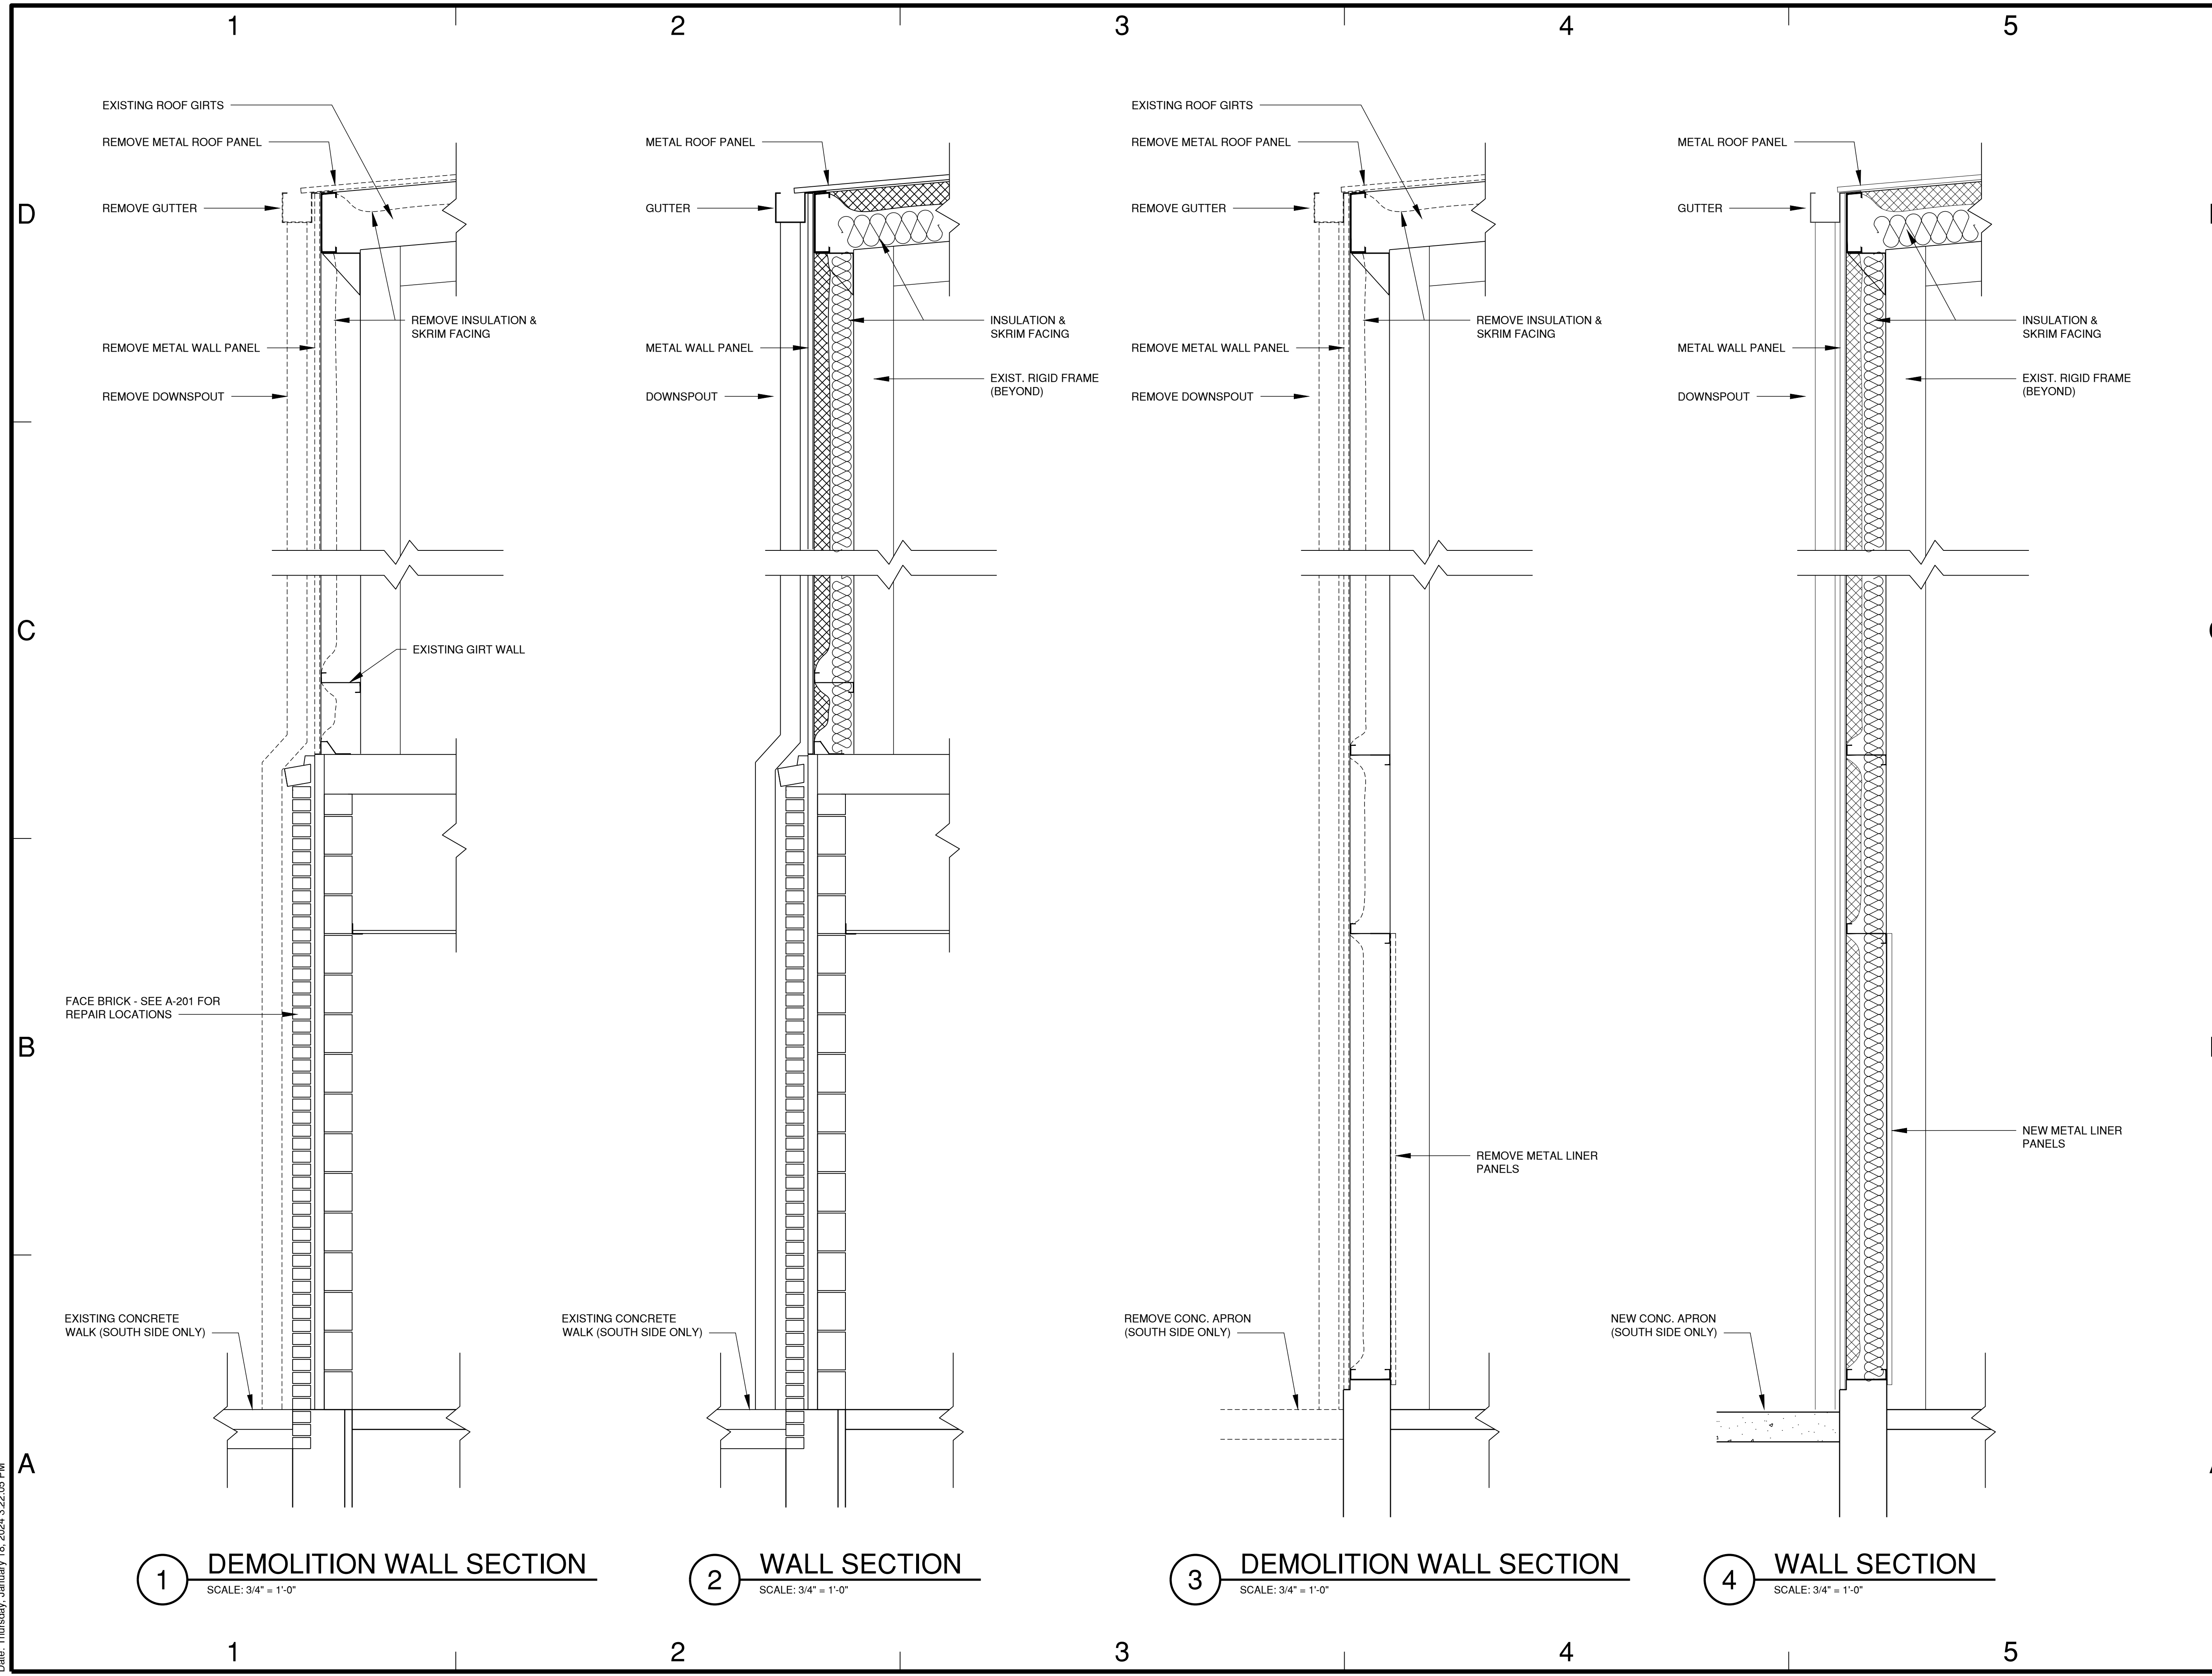 1
2
3
4
5
EXISTING ROOF GIRTS
REMOVE METAL ROOF PANEL
REMOVE GUTTER
REMOVE INSULATION &
SKRIM FACING
REMOVE METAL WALL PANEL
REMOVE DOWNSPOUT
EXISTING GIRT WALL
FACE BRICK - SEE A-201 FOR
REPAIR LOCATIONS
EXISTING CONCRETE
WALK (SOUTH SIDE ONLY)
1
DEMOLITION WALL SECTION
SCALE: 3/4" = 1'-0"
METAL ROOF PANEL
GUTTER
INSULATION &
SKRIM FACING
METAL WALL PANEL
EXIST. RIGID FRAME
(BEYOND)
DOWNSPOUT
EXISTING CONCRETE
WALK (SOUTH SIDE ONLY)
2
WALL SECTION
SCALE: 3/4" = 1'-0"
EXISTING ROOF GIRTS
REMOVE METAL ROOF PANEL
REMOVE GUTTER
REMOVE INSULATION &
SKRIM FACING
REMOVE METAL WALL PANEL
REMOVE DOWNSPOUT
REMOVE METAL LINER
PANELS
REMOVE CONC. APRON
(SOUTH SIDE ONLY)
3
DEMOLITION WALL SECTION
SCALE: 3/4" = 1'-0"
METAL ROOF PANEL
GUTTER
INSULATION &
SKRIM FACING
METAL WALL PANEL
EXIST. RIGID FRAME
(BEYOND)
DOWNSPOUT
NEW METAL LINER
PANELS
NEW CONC. APRON
(SOUTH SIDE ONLY)
4
WALL SECTION
SCALE: 3/4" = 1'-0"
D
C
B
A
1
2
3
4
5